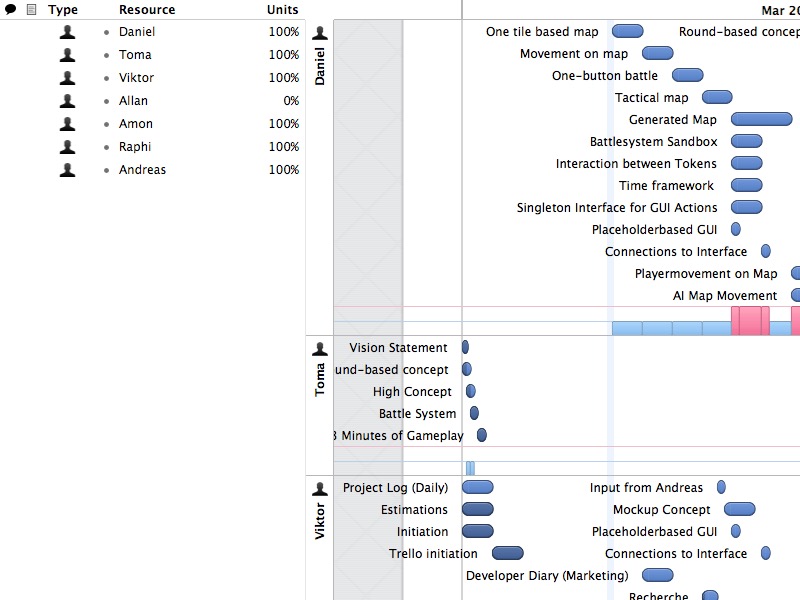 Type Resource Units
Daniel 100%
Toma 100%
Viktor 100%
Allan 0%
Amon 100%
Raphi 100%
Andreas 100%
Mar 20
Daniel
One tile based map
Round-based concep
Movement on map
One-button battle
Tactical map
Generated Map
Battlesystem Sandbox
Interaction between Tokens
Time framework
Singleton Interface for GUI Actions
Placeholderbased GUI
Connections to Interface
Playermovement on Map
AI Map Movement
Toma
Vision Statement
und-based concept
High Concept
Battle System
3 Minutes of Gameplay
Viktor
Project Log (Daily)
Input from Andreas
Estimations
Mockup Concept
Initiation
Placeholderbased GUI
Trello initiation
Connections to Interface
Developer Diary (Marketing)
Recherche